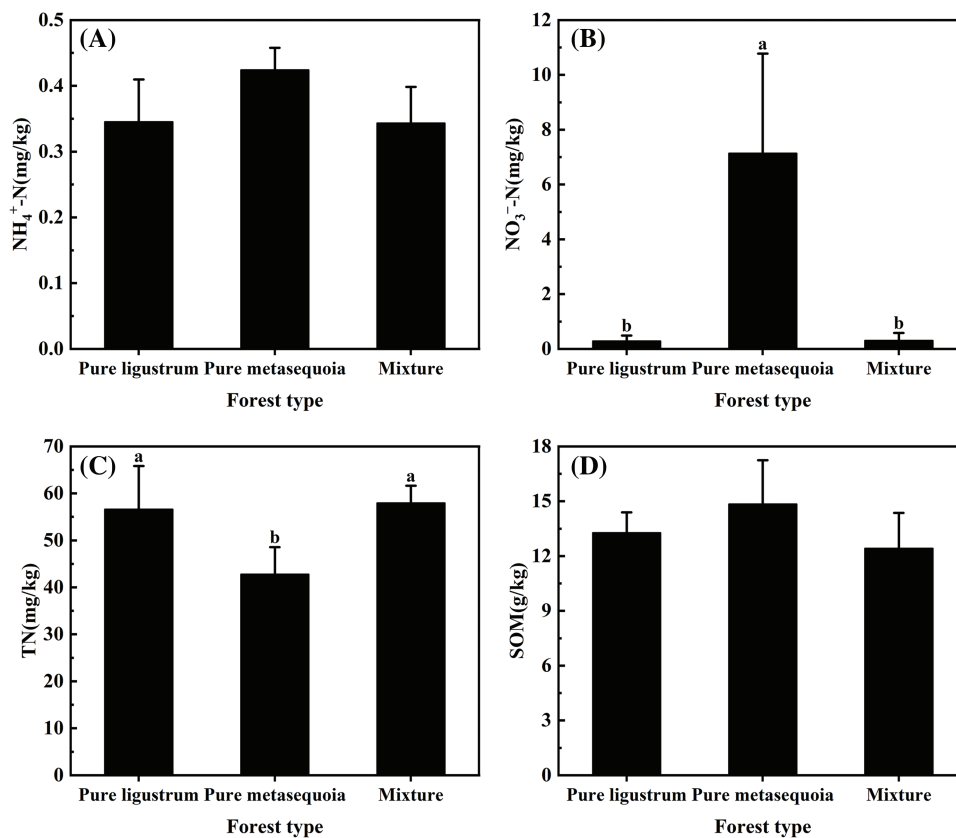 (A)
0.5
0.4
0.3
0.2
0.1
0.0
NH₄⁺-N(mg/kg)
Pure ligustrum Pure metasequoia Mixture
Forest type
(B)
12
10
8
6
4
2
0
NO₃⁻-N(mg/kg)
a
b
b
Pure ligustrum Pure metasequoia Mixture
Forest type
(C)
70
60
50
40
30
20
10
0
TN(mg/kg)
a
b
a
Pure ligustrum Pure metasequoia Mixture
Forest type
(D)
18
15
12
9
6
3
0
SOM(g/kg)
Pure ligustrum Pure metasequoia Mixture
Forest type